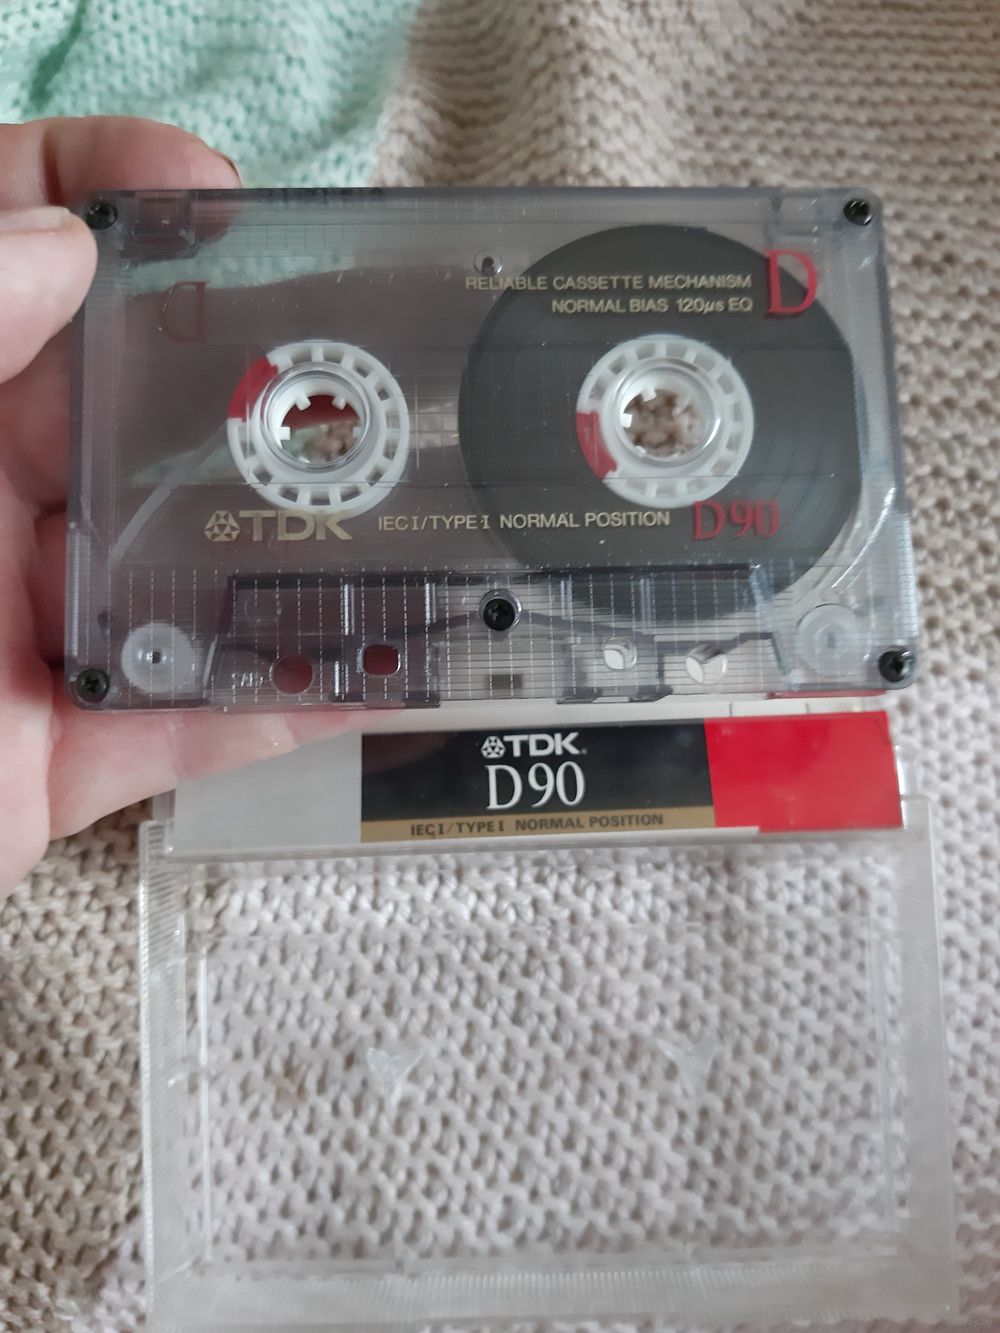 RELIABLE CASSETTE MECHANISM
NORMAL BIAS 120µs EQ
D
D
TDK IEC I/TYPE I NORMAL POSITION D90
TDK
D90
IEC I/TYPE I NORMAL POSITION